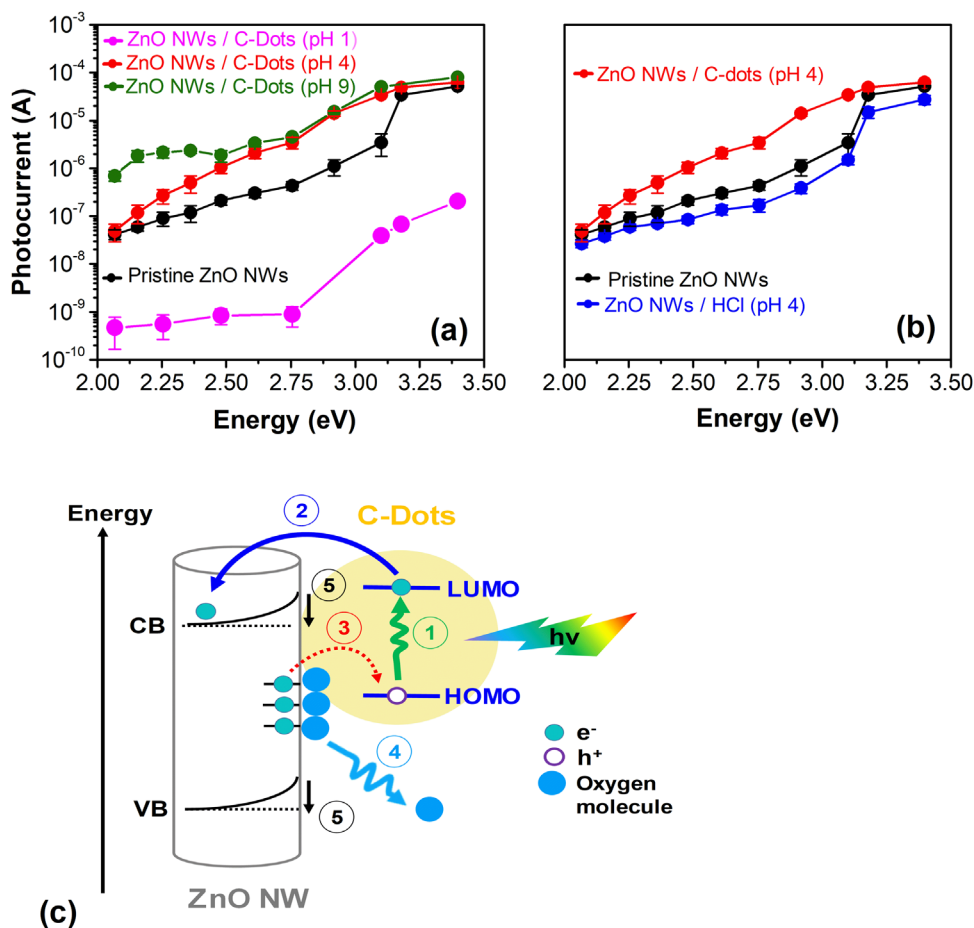 10⁻³
10⁻⁴
10⁻⁵
10⁻⁶
10⁻⁷
10⁻⁸
10⁻⁹
10⁻¹⁰
Photocurrent (A)
ZnO NWs / C-Dots (pH 1)
ZnO NWs / C-Dots (pH 4)
ZnO NWs / C-Dots (pH 9)
Pristine ZnO NWs
(a)
2.00 2.25 2.50 2.75 3.00 3.25 3.50
Energy (eV)
ZnO NWs / C-dots (pH 4)
Pristine ZnO NWs
ZnO NWs / HCl (pH 4)
(b)
2.00 2.25 2.50 2.75 3.00 3.25 3.50
Energy (eV)
Energy
2
C-Dots
5
LUMO
CB
3
1
hν
HOMO
4
e⁻
h⁺
Oxygen
molecule
VB
5
ZnO NW
(c)